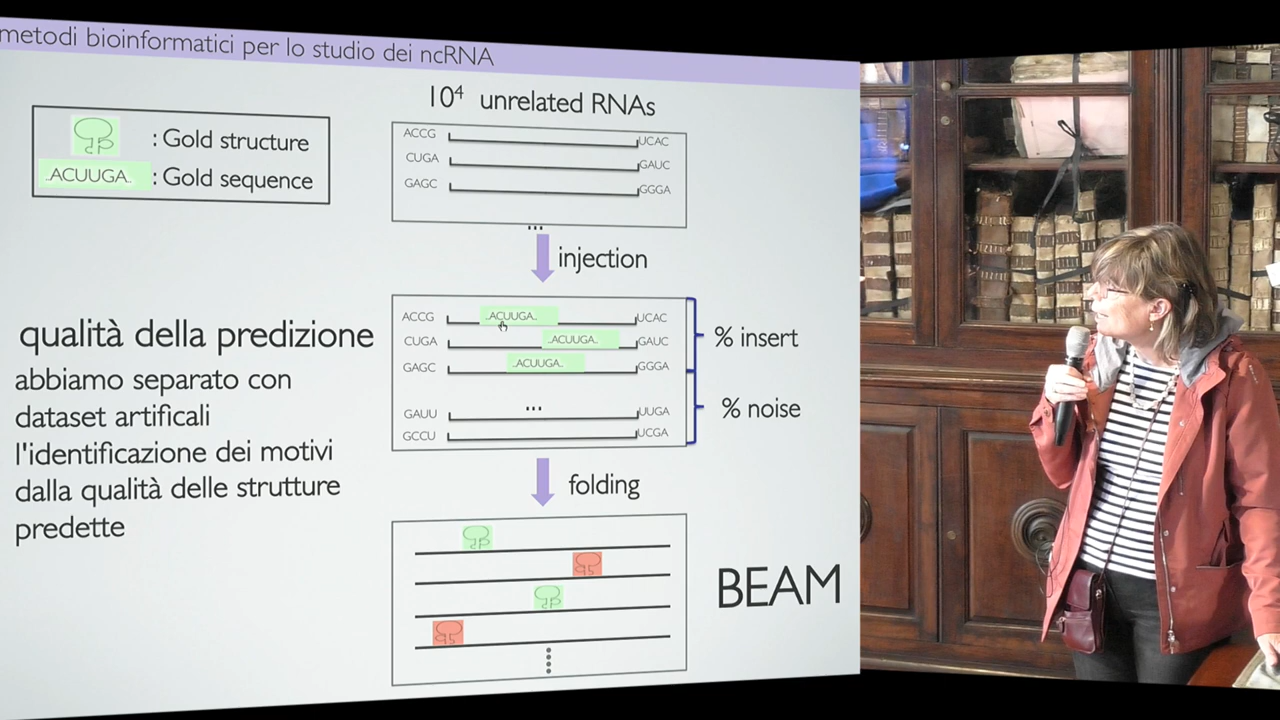 metodi bioinformatici per lo studio dei ncRNA
10⁴ unrelated RNAs
: Gold structure
..ACUUGA.. : Gold sequence
ACCG UCAC
CUGA GAUC
GAGC GGGA
...
injection
qualità della predizione
abbiamo separato con
dataset artificali
l'identificazione dei motivi
dalla qualità delle strutture
predette
ACCG ..ACUUGA.. UCAC
CUGA ..ACUUGA.. GAUC
GAGC ..ACUUGA.. GGGA
...
GAUU UUGA
GCCU UCGA
% insert
% noise
folding
BEAM